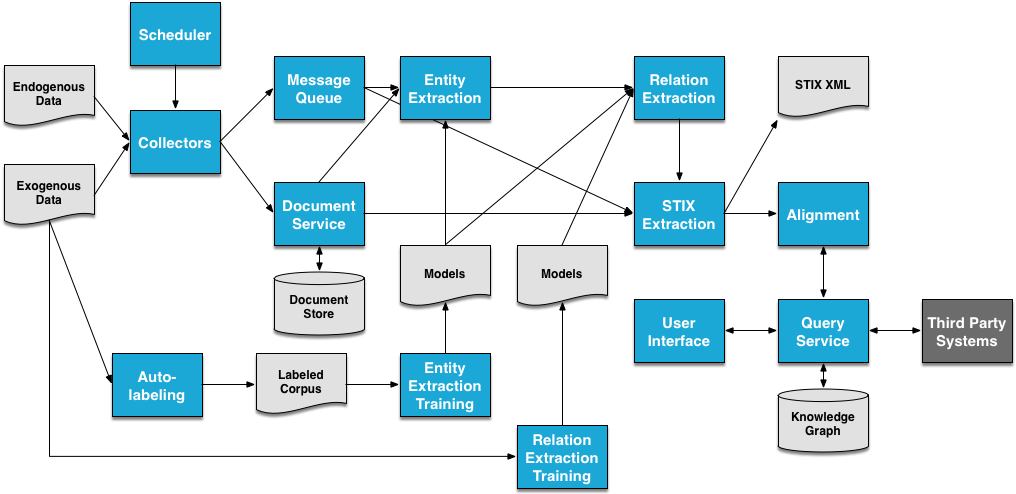 Scheduler
Endogenous
Data
Message
Queue
Entity
Extraction
Relation
Extraction
STIX XML
Collectors
Exogenous
Data
Document
Service
STIX
Extraction
Alignment
Models
Models
Document
Store
User
Interface
Query
Service
Third Party
Systems
Auto-
labeling
Labeled
Corpus
Entity
Extraction
Training
Knowledge
Graph
Relation
Extraction
Training